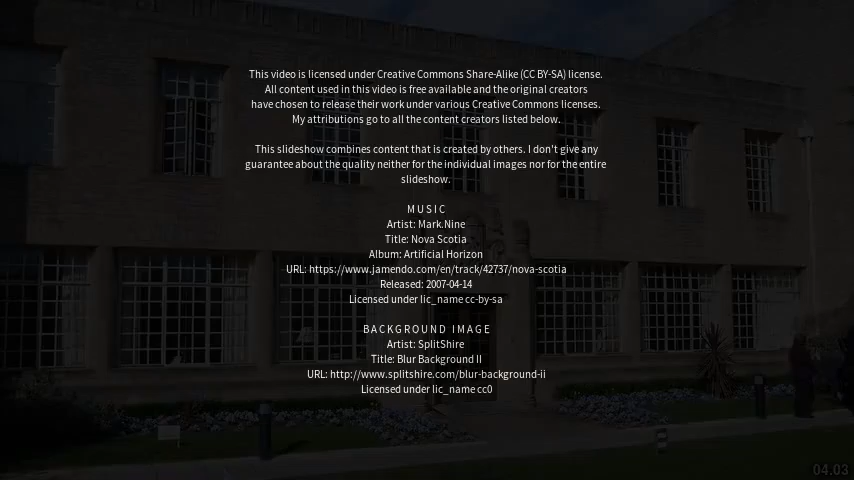 This video is licensed under Creative Commons Share-Alike (CC BY-SA) license.
All content used in this video is free available and the original creators
have chosen to release their work under various Creative Commons licenses.
My attributions go to all the content creators listed below.
This slideshow combines content that is created by others. I don't give any
guarantee about the quality neither for the individual images nor for the entire
slideshow.
MUSIC
Artist: Mark.Nine
Title: Nova Scotia
Album: Artificial Horizon
URL: https://www.jamendo.com/en/track/42737/nova-scotia
Released: 2007-04-14
Licensed under lic_name cc-by-sa
BACKGROUND IMAGE
Artist: SplitShire
Title: Blur Background II
URL: http://www.splitshire.com/blur-background-ii
Licensed under lic_name cc0
04.03